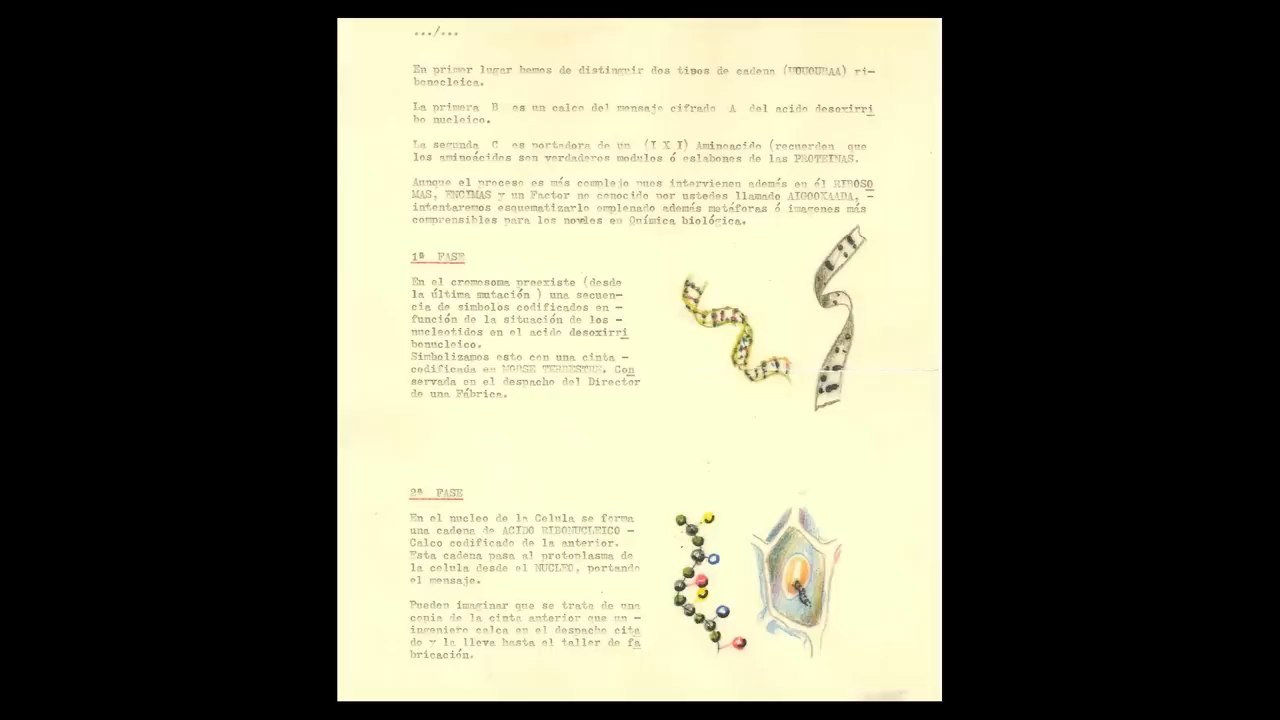 .../...
En primer lugar hemos de distinguir dos tipos de cadena (UOUOURAA) ri-
bonocleica.
La primera B es un calco del mensaje cifrado A del acido desoxirri
bo nucleico.
La segunda C es portadora de un (I X I) Aminoacido (recuerden que
los aminoácidos son verdaderos modulos ó eslabones de las PROTEINAS.
Aunque el proceso es más complejo pues intervienen además en él RIBOSO
MAS, ENCIMAS y un Factor no conocido por ustedes llamado AIGOOXAADA, -
intentaremos esquematizarlo empleando además metáforas ó imagenes más
comprensibles para los noveles en Química biológica.
1ª FASE
En el cromosoma preexiste (desde
la última mutación ) una secuen-
cia de simbolos codificados en -
función de la situación de los -
nucleotidos en el acido desoxirri
bonucleico.
Simbolizamos esto con una cinta -
codificada en MORSE TERRESTRE. Con
servada en el despacho del Director
de una Fábrica.
2ª FASE
En el nucleo de la Celula se forma
una cadena de ACIDO RIBONUCLEICO -
Calco codificado de la anterior.
Esta cadena pasa al protoplasma de
la celula desde el NUCLEO, portando
el mensaje.
Pueden imaginar que se trata de una
copia de la cinta anterior que un -
ingeniero calca en el despacho cita
do y la lleva hasta el taller de fa
bricación.